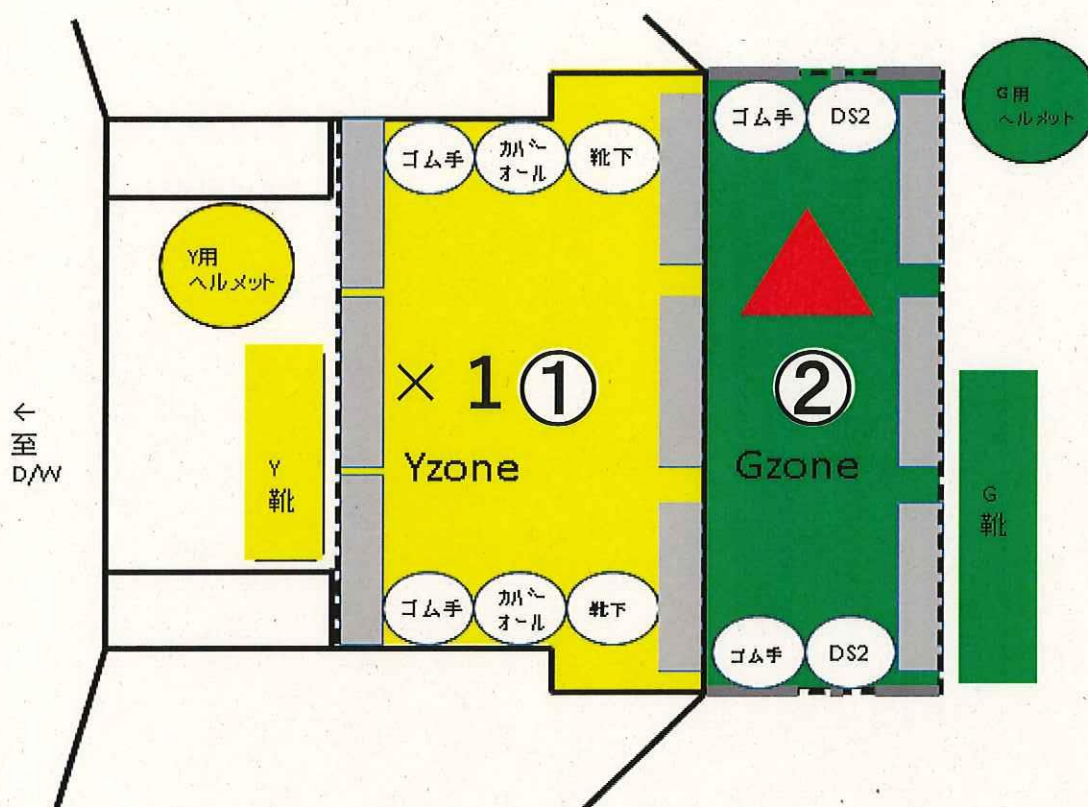 ゴム手
DS2
G用
ヘルメット
ゴム手
カバー
オール
靴下
Y用
ヘルメット
×1①
②
←
至
D/W
Yzone
Gzone
Y
靴
G
靴
ゴム手
カバー
オール
靴下
ゴム手
DS2